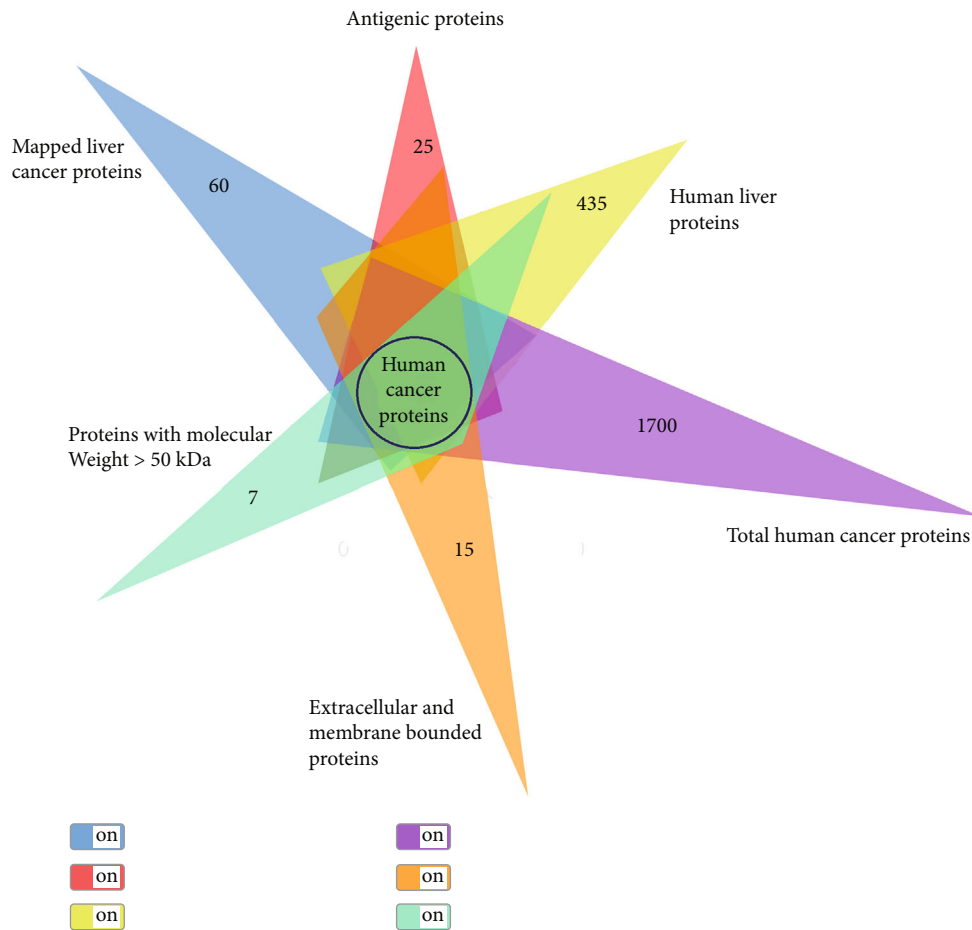 Antigenic proteins
25
Mapped liver
cancer proteins
60
435
Human liver
proteins
Human
cancer
proteins
1700
Total human cancer proteins
Proteins with molecular
Weight > 50 kDa
7
15
Extracellular and
membrane bounded
proteins
on
on
on
on
on
on